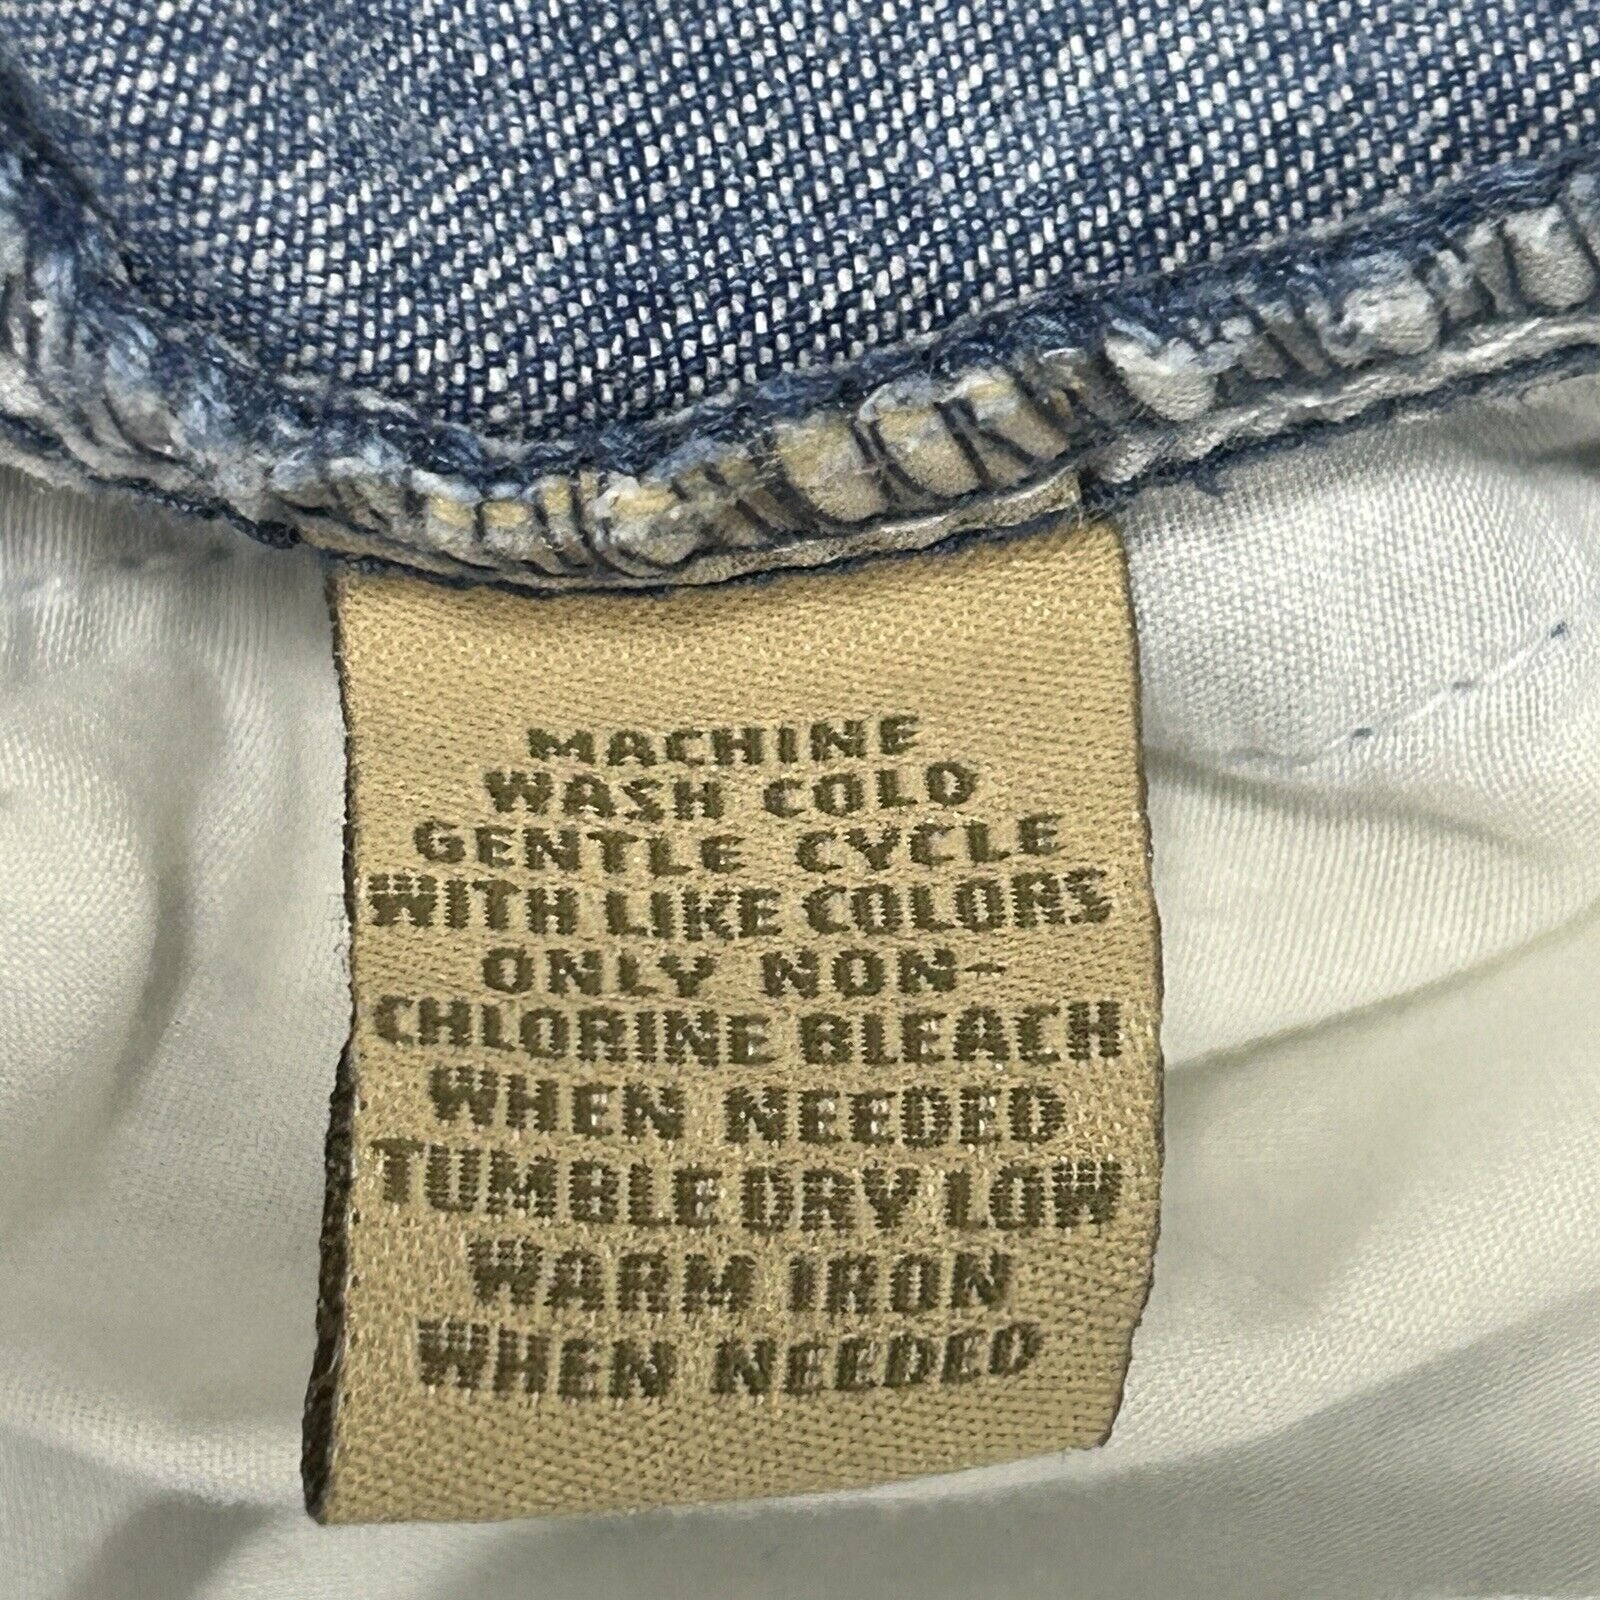 MACHINE
WASH COLD
GENTLE CYCLE
WITH LIKE COLORS
ONLY NON-
CHLORINE BLEACH
WHEN NEEDED
TUMBLE DRY LOW
WARM IRON
WHEN NEEDED